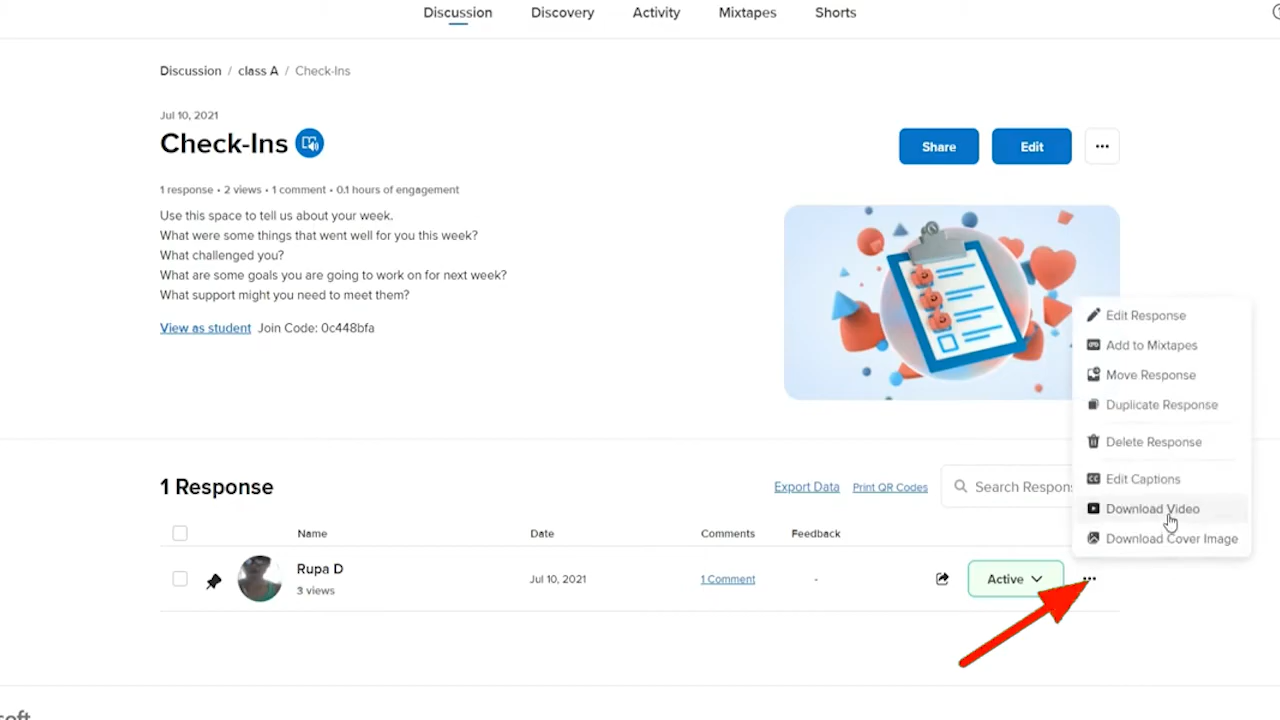 Discussion Discovery Activity Mixtapes Shorts
Discussion / class A / Check-Ins
Jul 10, 2021
Check-Ins
Share Edit
1 response • 2 views • 1 comment • 0.1 hours of engagement
Use this space to tell us about your week.
What were some things that went well for you this week?
What challenged you?
What are some goals you are going to work on for next week?
What support might you need to meet them?
View as student Join Code: 0c448bfa
Edit Response
Add to Mixtapes
Move Response
Duplicate Response
Delete Response
Edit Captions
Download Video
Download Cover Image
1 Response
Export Data Print QR Codes Search Respon
Name Date Comments Feedback
Rupa D Jul 10, 2021 1 Comment - Active
3 views
soft